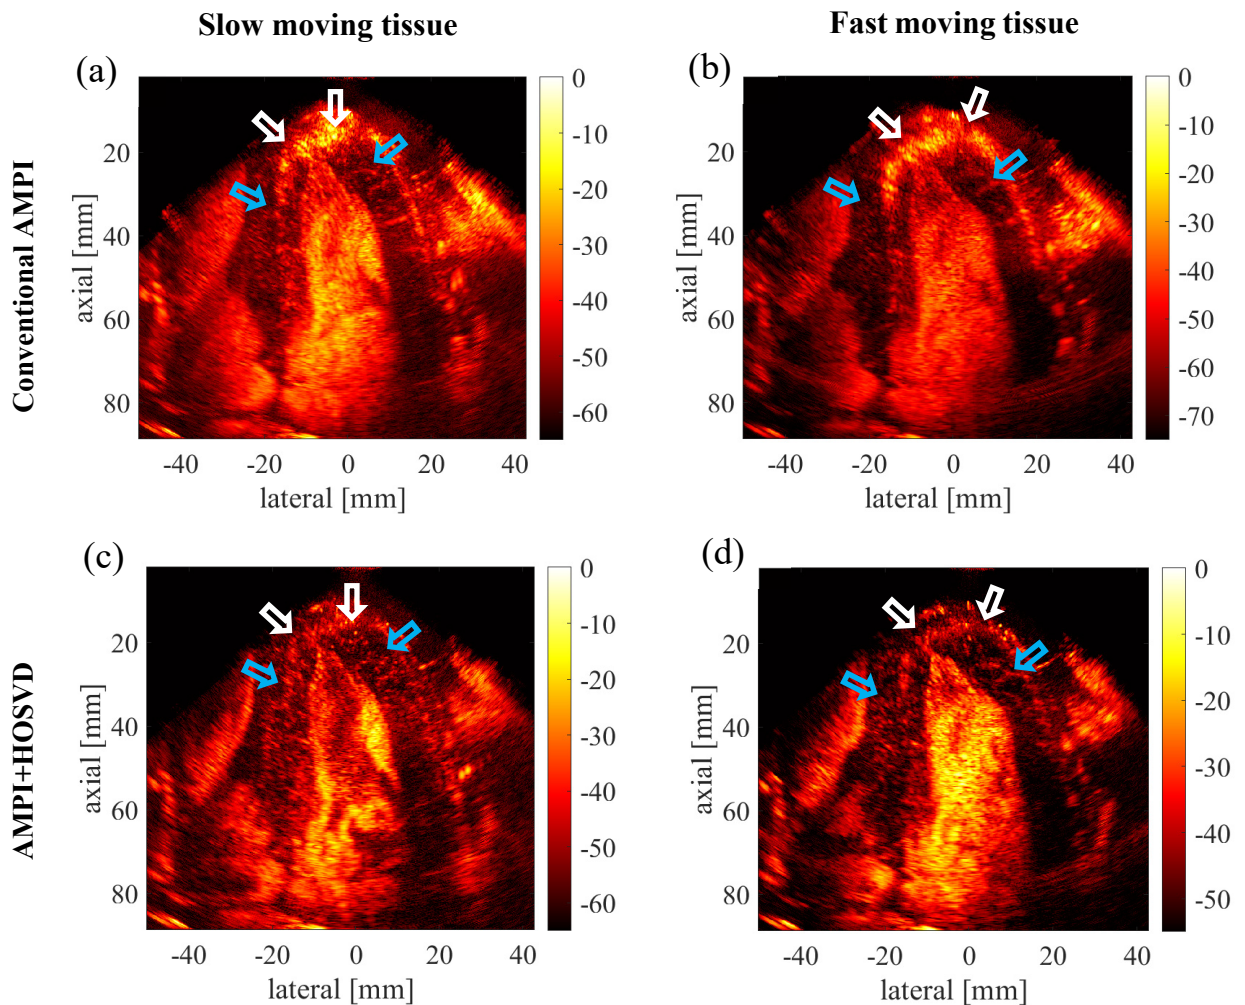 Slow moving tissue
Fast moving tissue
Conventional AMPI
AMPI+HOSVD
(a)
axial [mm]
20
40
60
80
-40 -20 0 20 40
lateral [mm]
0
-10
-20
-30
-40
-50
-60
(b)
axial [mm]
20
40
60
80
-40 -20 0 20 40
lateral [mm]
0
-10
-20
-30
-40
-50
-60
-70
(c)
axial [mm]
20
40
60
80
-40 -20 0 20 40
lateral [mm]
0
-10
-20
-30
-40
-50
-60
(d)
axial [mm]
20
40
60
80
-40 -20 0 20 40
lateral [mm]
0
-10
-20
-30
-40
-50